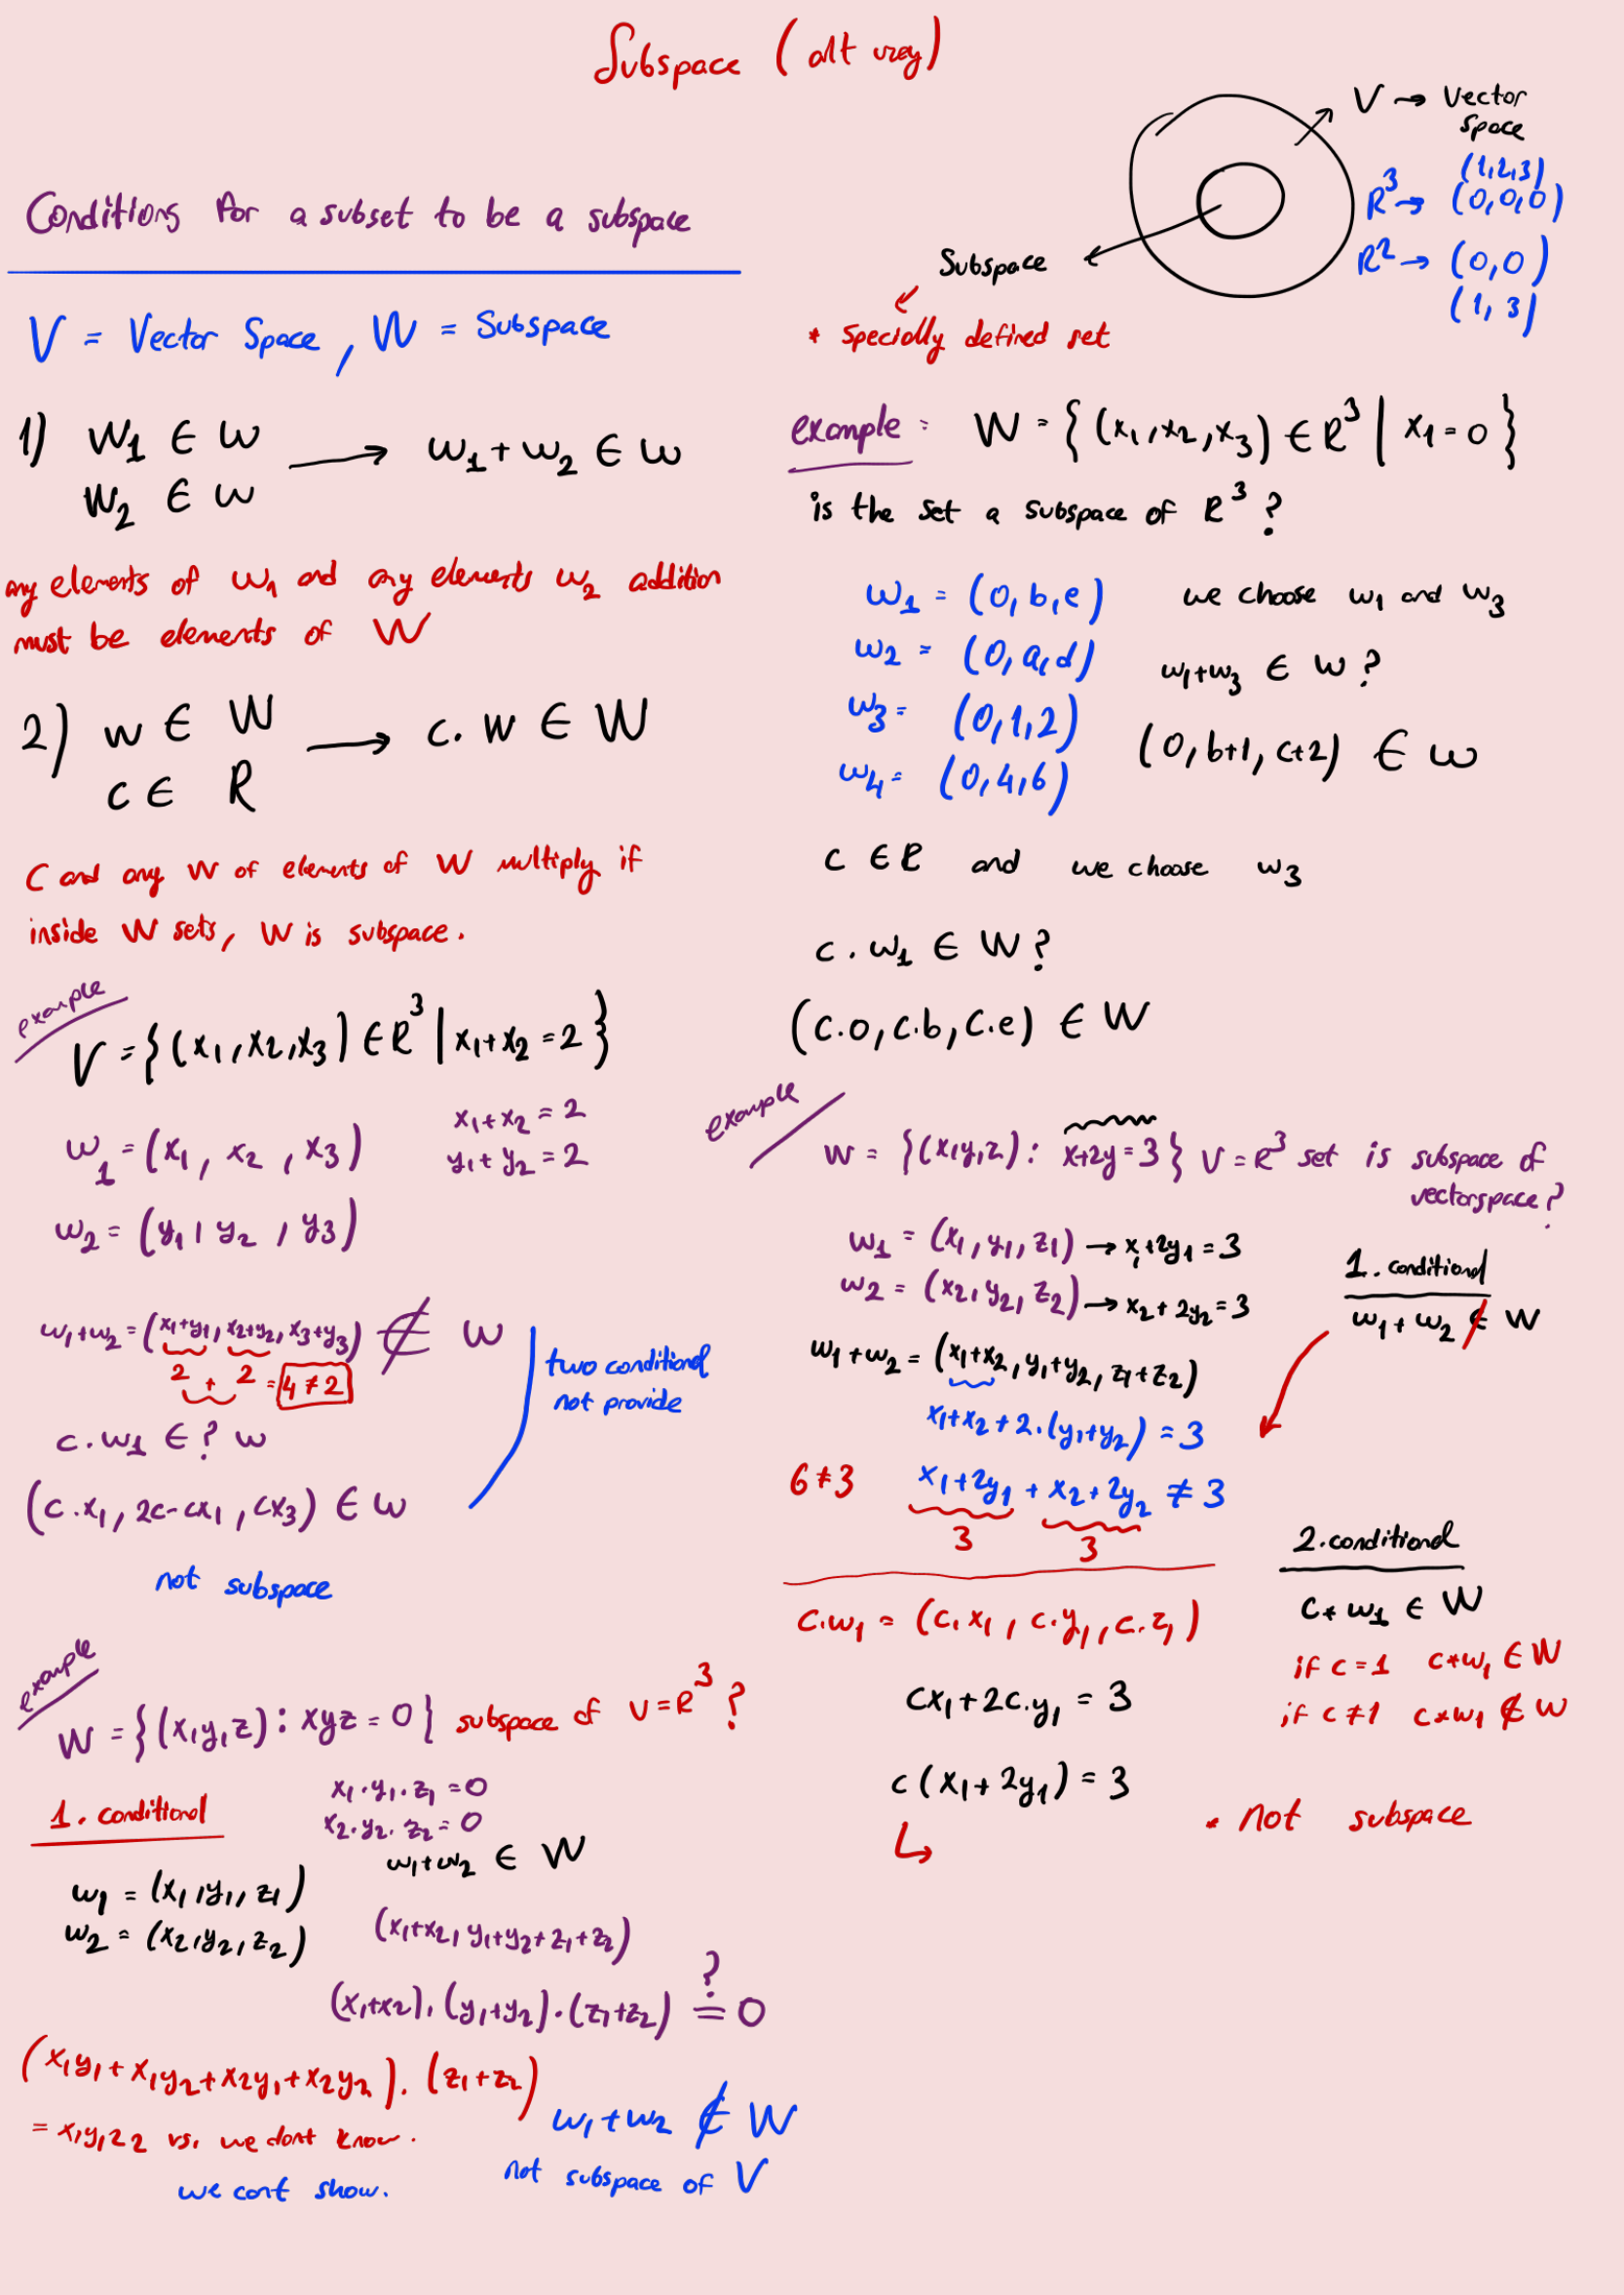 Subspace (alt uzay)
V → Vector space
R³ → (1,2,3) (0,0,0)
R² → (0,0) (1,3)
Subspace
* specially defined set
Conditions for a subset to be a subspace
V = Vector Space, W = Subspace
1) W₁ ∈ W
W₂ ∈ W → w₁+w₂ ∈ W
any elements of w₁ and any elements w₂ addition
must be elements of W
2) w ∈ W
c ∈ R → c. w ∈ W
C and any w of elements of W multiply if
inside W sets, W is subspace.
example
V = {(x₁,x₂,x₃) ∈ R³ | x₁+x₂ = 2}
w₁ = (x₁, x₂, x₃) x₁+x₂ = 2
w₂ = (y₁, y₂, y₃) y₁+y₂ = 2
w₁+w₂ = (x₁+y₁, x₂+y₂, x₃+y₃) ∉ W
2 + 2 = 4 ≠ 2
two conditional
not provide
c.w₁ ∈? W
(c.x₁, 2c-cx₁, cx₃) ∈ W
not subspace
example
W = {(x,y,z): xyz = 0} subspace of V=R³ ?
1. conditional
x₁.y₁.z₁ = 0
x₂.y₂.z₂ = 0
w₁+w₂ ∈ W
w₁ = (x₁,y₁,z₁)
w₂ = (x₂,y₂,z₂)
(x₁+x₂, y₁+y₂+z₁+z₂)
(x₁+x₂).(y₁+y₂).(z₁+z₂) =? 0
(x₁y₁+x₁y₂+x₂y₁+x₂y₂).(z₁+z₂)
= x₁y₁z₂ vs. we dont know.
we cant show.
w₁+w₂ ∉ W
not subspace of V
example: W = {(x₁,x₂,x₃) ∈ R³ | x₁=0}
is the set a subspace of R³ ?
w₁ = (0,b,e) we choose w₁ and w₃
w₂ = (0,a,d) w₁+w₃ ∈ W ?
w₃ = (0,1,2)
(0, b+1, c+2) ∈ W
w₄ = (0,4,6)
c ∈ R and we choose w₃
c.w₁ ∈ W?
(c.0, c.b, c.e) ∈ W
example
W = {(x,y,z): x+2y=3} V=R³ set is subspace of
vectorspace?
w₁ = (x₁,y₁,z₁) → x₁+2y₁ = 3
w₂ = (x₂,y₂,z₂) → x₂+2y₂ = 3
1. conditional
w₁+w₂ ∉ W
w₁+w₂ = (x₁+x₂, y₁+y₂, z₁+z₂)
x₁+x₂+2.(y₁+y₂) = 3
6≠3 x₁+2y₁ + x₂+2y₂ ≠ 3
3 3
2. conditional
c*w₁ ∈ W
if c=1 c*w₁ ∈ W
if c≠1 c*w₁ ∉ W
c.w₁ = (c.x₁, c.y₁, c.z₁)
cx₁+2c.y₁ = 3
c(x₁+2y₁) = 3
* not subspace